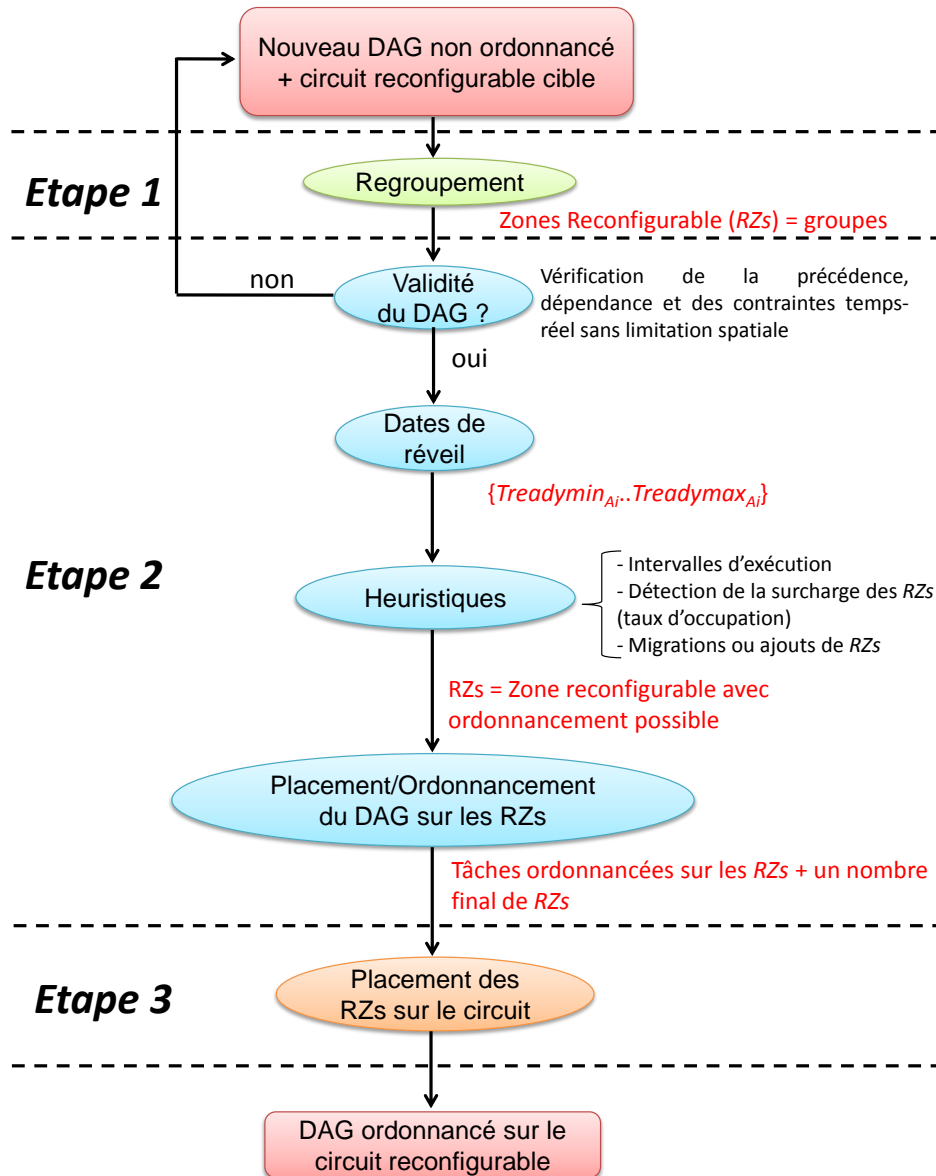 Nouveau DAG non ordonnancé
+ circuit reconfigurable cible
Etape 1
Regroupement
Zones Reconfigurable (RZs) = groupes
non
Validité
du DAG ?
Vérification de la précédence,
dépendance et des contraintes temps-
réel sans limitation spatiale
oui
Dates de
réveil
{TreadyminAi..TreadymaxAi}
Etape 2
Heuristiques
- Intervalles d'exécution
- Détection de la surcharge des RZs
(taux d'occupation)
- Migrations ou ajouts de RZs
RZs = Zone reconfigurable avec
ordonnancement possible
Placement/Ordonnancement
du DAG sur les RZs
Tâches ordonnancées sur les RZs + un nombre
final de RZs
Etape 3
Placement des
RZs sur le circuit
DAG ordonnancé sur le
circuit reconfigurable